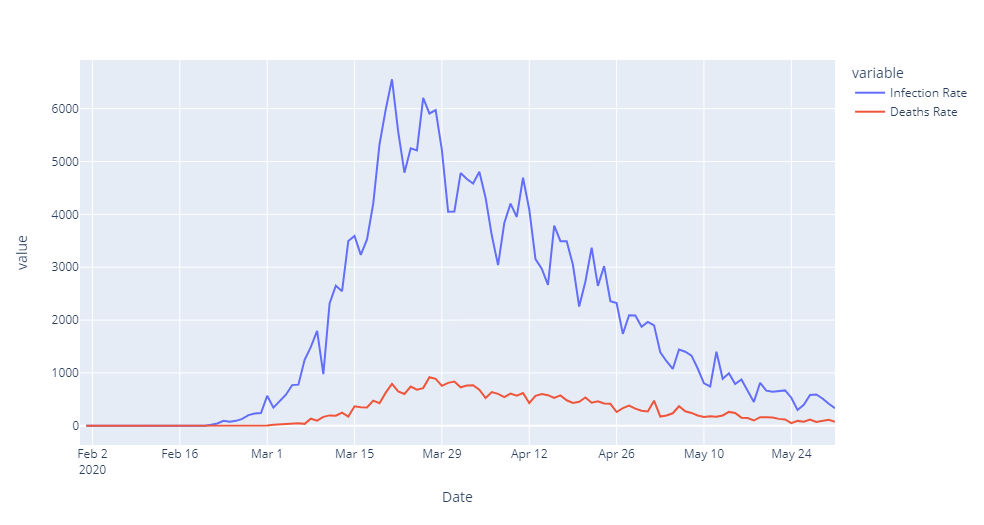 variable
Infection Rate
Deaths Rate
6000
5000
4000
3000
2000
1000
0
value
Feb 2 Feb 16 Mar 1 Mar 15 Mar 29 Apr 12 Apr 26 May 10 May 24
2020
Date